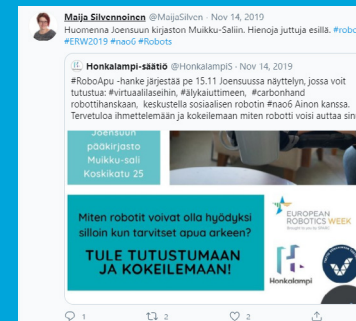 Maija Silvennoinen @MaijaSilven · Nov 14, 2019
Huomenna Joensuun kirjaston Muikku-Saliin. Hienoja juttuja esillä. #robo
#ERW2019 #nao6 #Robots
Honkalampi-säätiö @HonkalampiS · Nov 14, 2019
#RoboApu -hanke järjestää pe 15.11 Joensuussa näyttelyn, jossa voit
tutustua: #virtuaalilaseihin, #älykaiuttimeen, #carbonhand
robottihanskaan, keskustella sosiaalisen robotin #nao6 Ainon kanssa.
Tervetuloa ihmettelemään ja kokeilemaan miten robotti voisi auttaa sin
Joensuun
pääkirjasto
Muikku-sali
Koskikatu 25
Miten robotit voivat olla hyödyksi
silloin kun tarvitset apua arkeen?
TULE TUTUSTUMAAN
JA KOKEILEMAAN!
EUROPEAN
ROBOTICS WEEK
Honkalampi
1 2 2